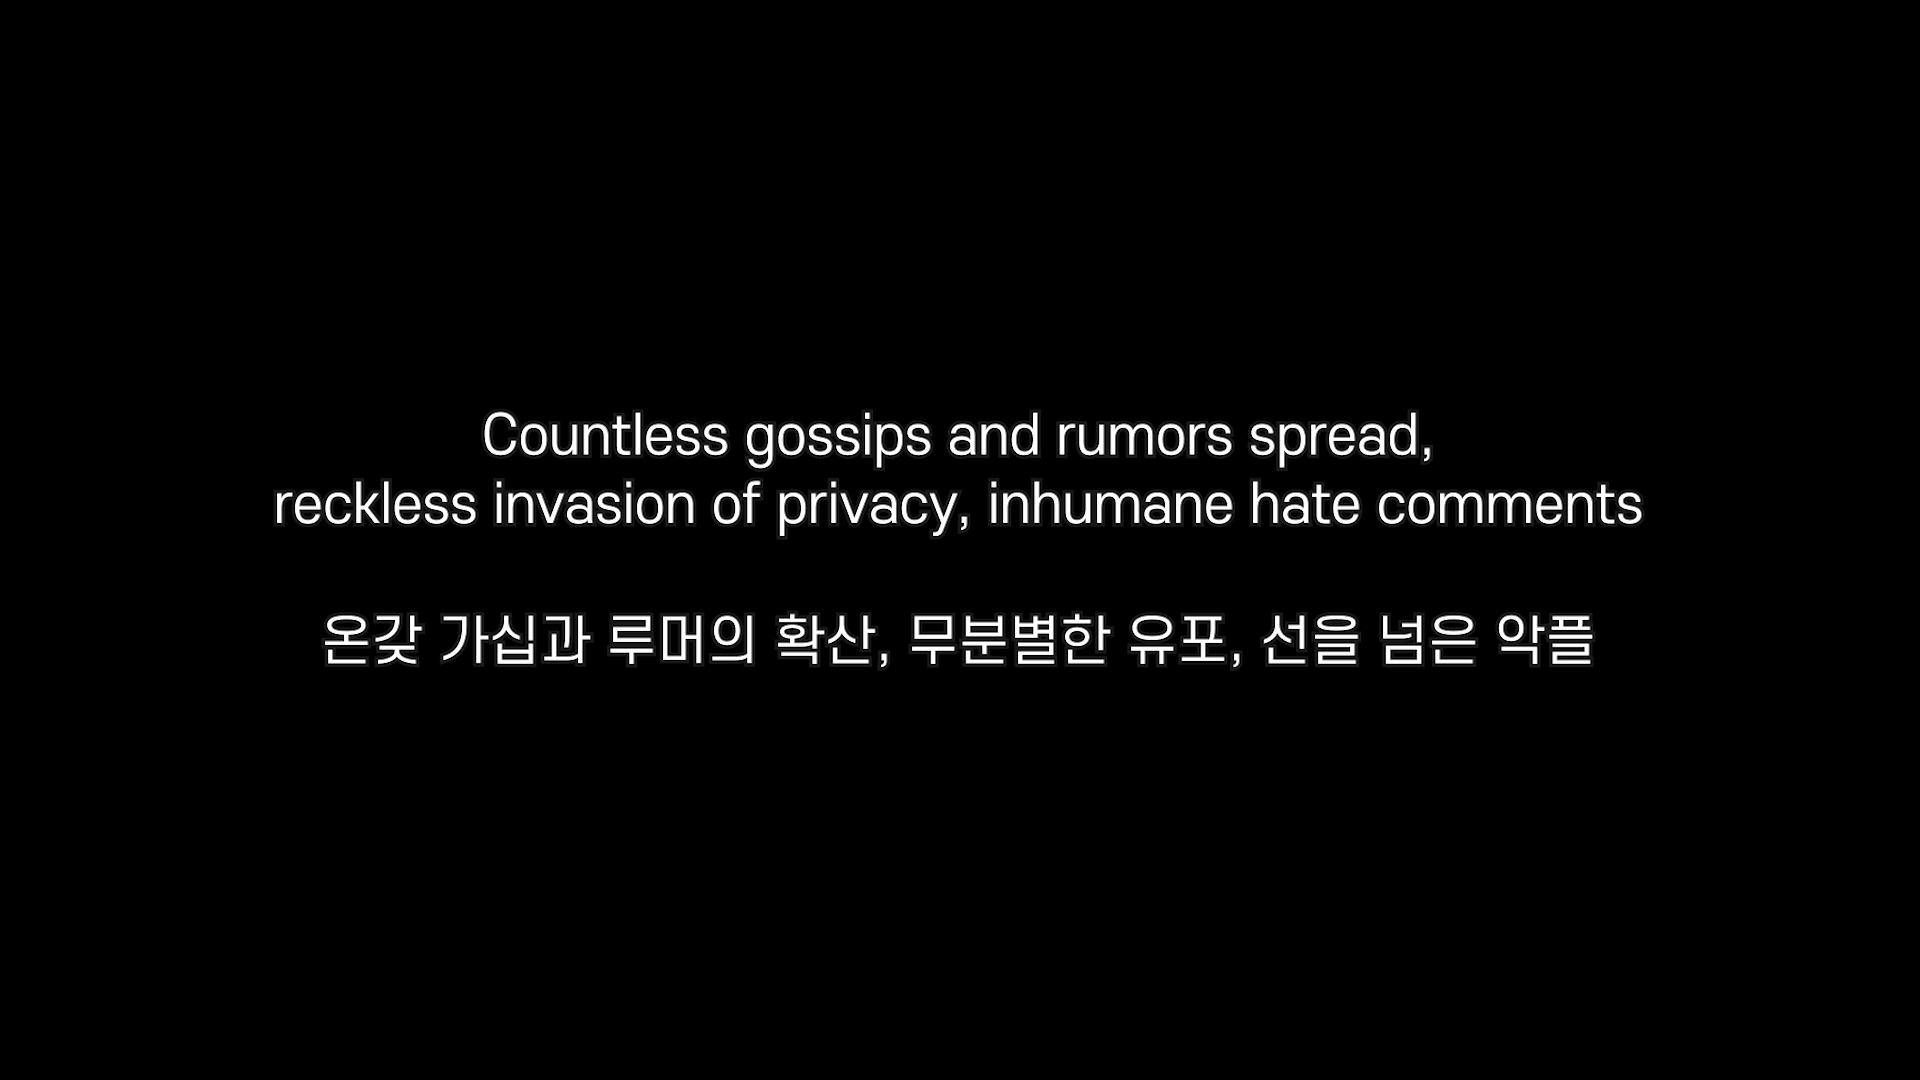 Countless gossips and rumors spread,
reckless invasion of privacy, inhumane hate comments
온갖 가십과 루머의 확산, 무분별한 유포, 선을 넘은 악플